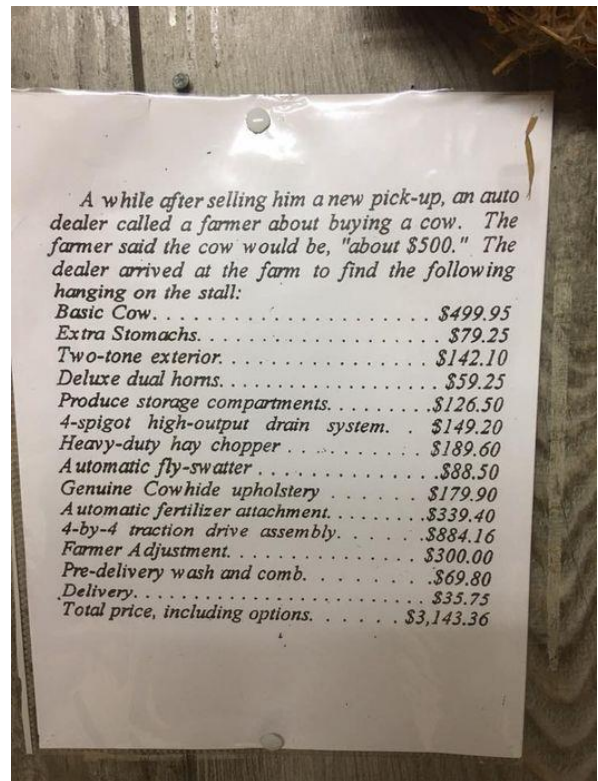 A while after selling him a new pick-up, an auto
dealer called a farmer about buying a cow. The
farmer said the cow would be, "about $500." The
dealer arrived at the farm to find the following
hanging on the stall:
Basic Cow. . . . . . . . . . . . . . . . . . . . . . . $499.95
Extra Stomachs. . . . . . . . . . . . . . . . . . . . $79.25
Two-tone exterior. . . . . . . . . . . . . . . . . . $142.10
Deluxe dual horns. . . . . . . . . . . . . . . . . . $59.25
Produce storage compartments. . . . . . . . .$126.50
4-spigot high-output drain system. . $149.20
Heavy-duty hay chopper . . . . . . . . . . $189.60
Automatic fly-swatter . . . . . . . . . . . . . .$88.50
Genuine Cowhide upholstery . . . . . . . $179.90
Automatic fertilizer attachment. . . . . . . . .$339.40
4-by-4 traction drive assembly. . . . . . .$884.16
Farmer Adjustment. . . . . . . . . . . . . . . $300.00
Pre-delivery wash and comb. . . . . . . . .$69.80
Delivery. . . . . . . . . . . . . . . . . . . . . . . $35.75
Total price, including options. . . . . . . $3,143.36